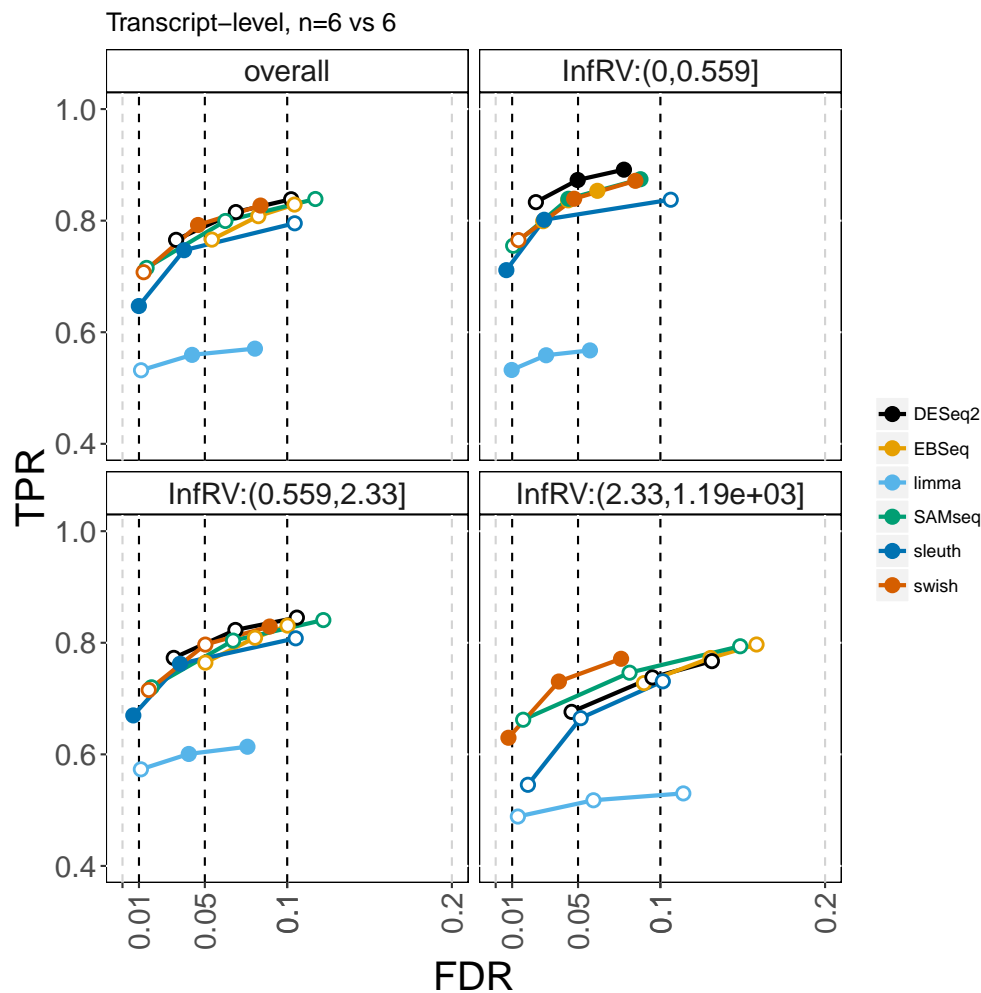 Transcript−level, n=6 vs 6
overall
InfRV:(0,0.559]
1.0
0.8
0.6
0.4
InfRV:(0.559,2.33]
InfRV:(2.33,1.19e+03]
1.0
0.8
0.6
0.4
0.01
0.05
0.1
0.2
0.01
0.05
0.1
0.2
TPR
FDR
DESeq2
EBSeq
limma
SAMseq
sleuth
swish